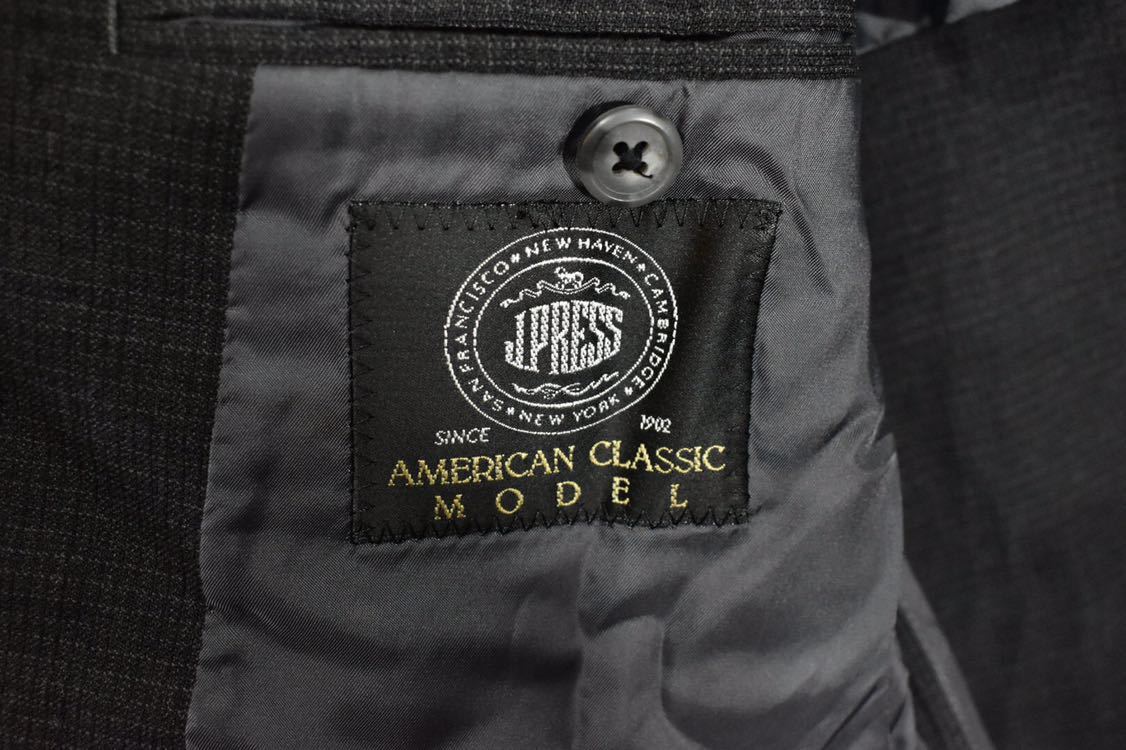 SAN FRANCISCO * NEW HAVEN * CAMBRIDGE * NEW YORK *
J.PRESS
SINCE 1902
AMERICAN CLASSIC
MODEL